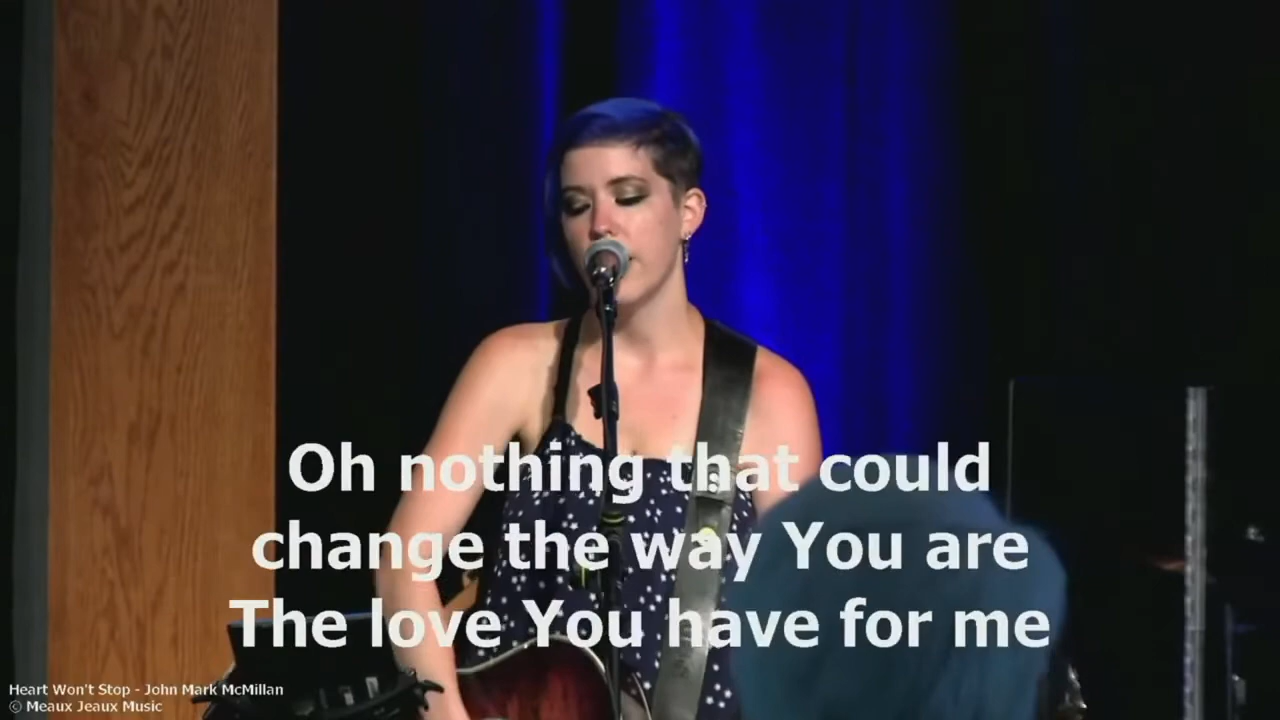 Oh nothing that could
change the way You are
The love You have for me
Heart Won't Stop - John Mark McMillan
© Meaux Jeaux Music